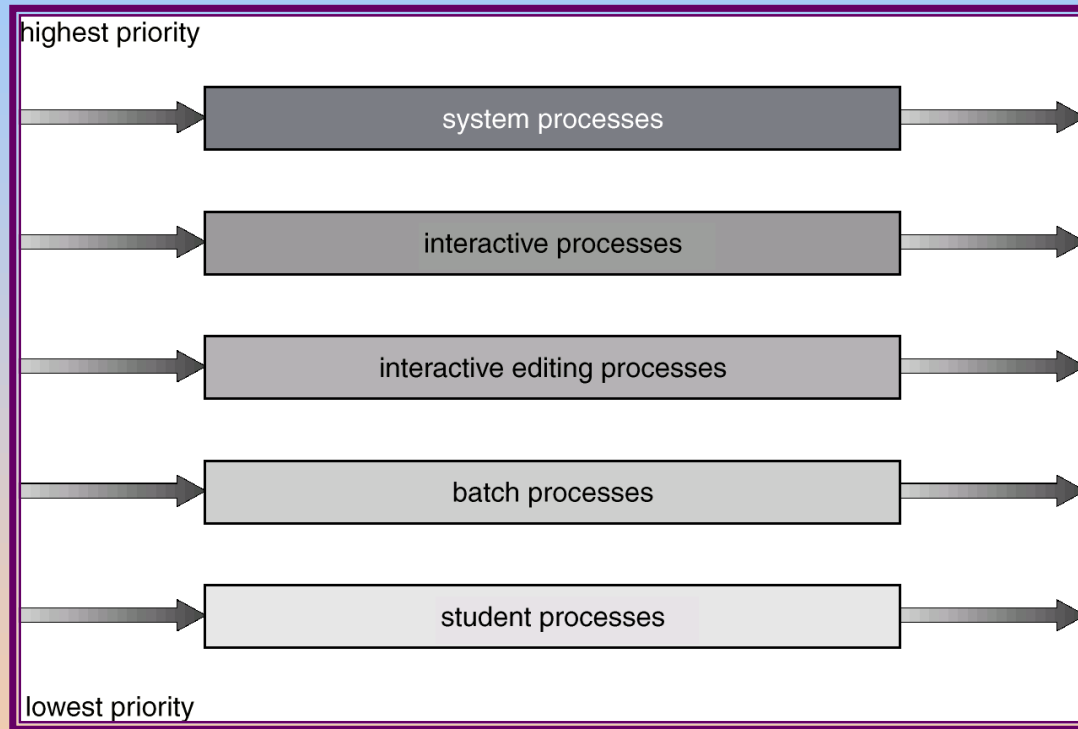 highest priority
system processes
interactive processes
interactive editing processes
batch processes
student processes
lowest priority